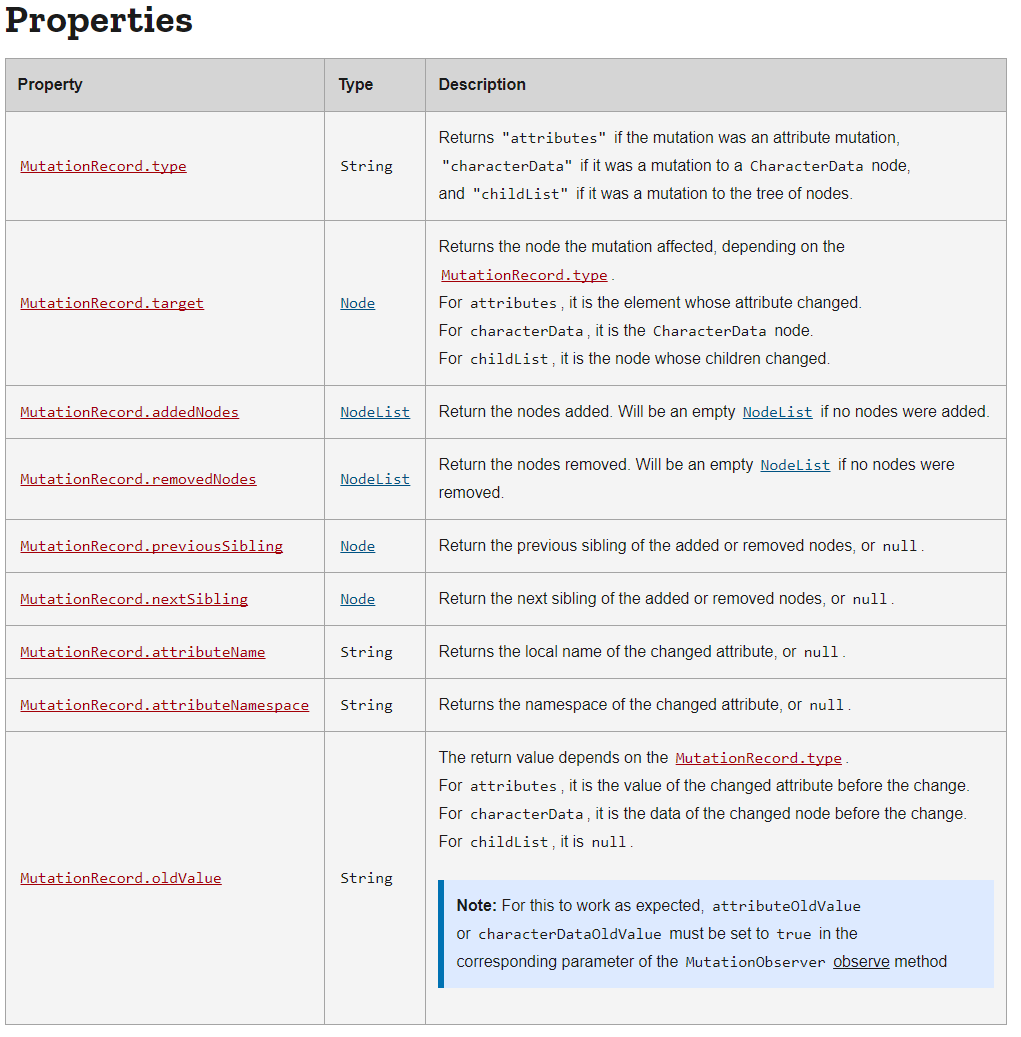 Properties
Property Type Description
Returns "attributes" if the mutation was an attribute mutation,
MutationRecord.type String "characterData" if it was a mutation to a CharacterData node,
and "childList" if it was a mutation to the tree of nodes.
Returns the node the mutation affected, depending on the
MutationRecord.type.
MutationRecord.target Node For attributes, it is the element whose attribute changed.
For characterData, it is the CharacterData node.
For childList, it is the node whose children changed.
MutationRecord.addedNodes NodeList Return the nodes added. Will be an empty NodeList if no nodes were added.
MutationRecord.removedNodes NodeList Return the nodes removed. Will be an empty NodeList if no nodes were
removed.
MutationRecord.previousSibling Node Return the previous sibling of the added or removed nodes, or null.
MutationRecord.nextSibling Node Return the next sibling of the added or removed nodes, or null.
MutationRecord.attributeName String Returns the local name of the changed attribute, or null.
MutationRecord.attributeNamespace String Returns the namespace of the changed attribute, or null.
The return value depends on the MutationRecord.type.
For attributes, it is the value of the changed attribute before the change.
For characterData, it is the data of the changed node before the change.
For childList, it is null.
MutationRecord.oldValue String
Note: For this to work as expected, attributeOldValue
or characterDataOldValue must be set to true in the
corresponding parameter of the MutationObserver observe method